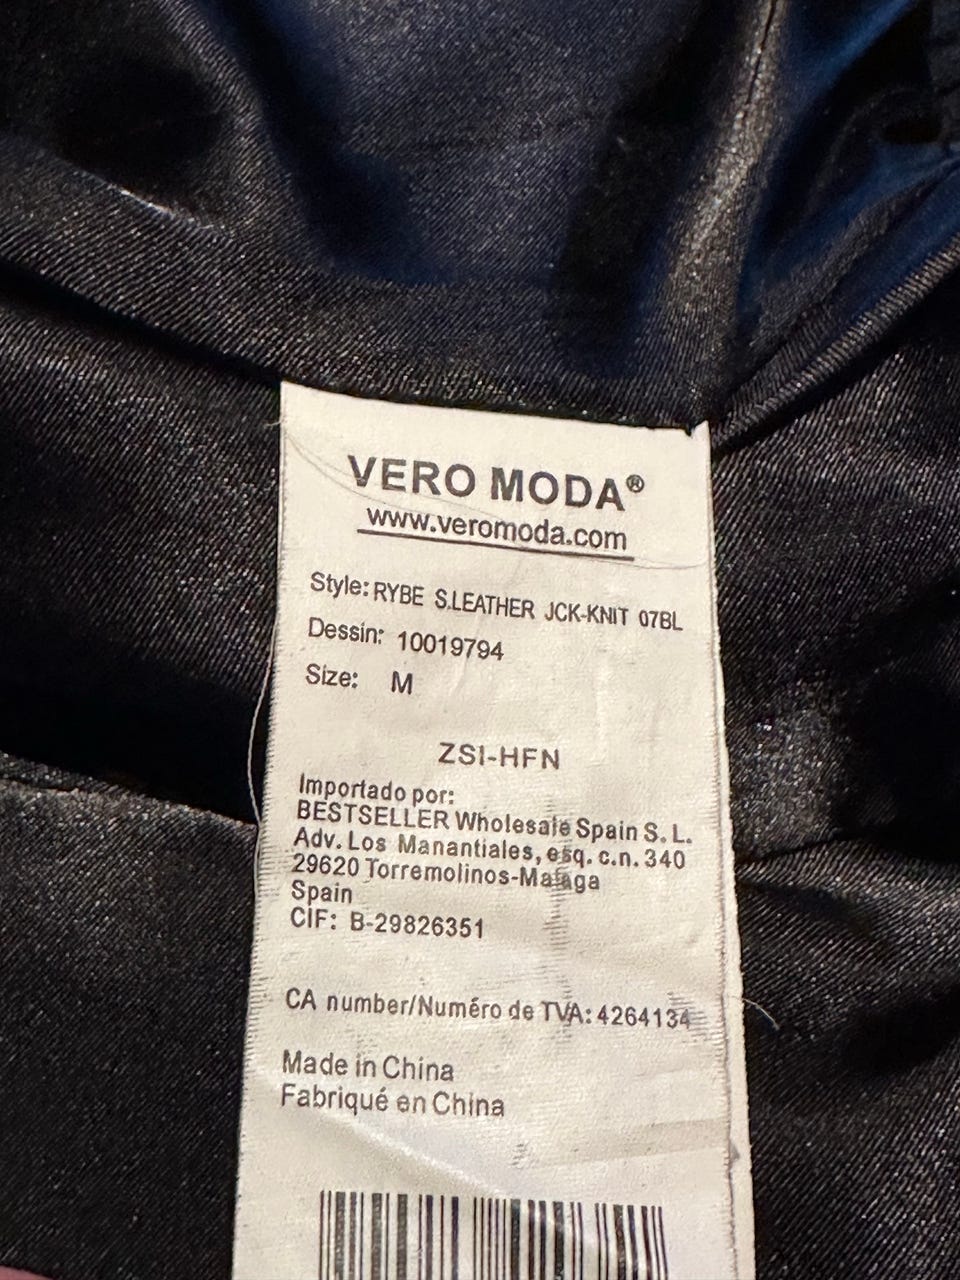 VERO MODA®
www.veromoda.com
Style: RYBE S.LEATHER JCK-KNIT 07BL
Dessin: 10019794
Size: M
ZSI-HFN
Importado por:
BESTSELLER Wholesale Spain S. L.
Adv. Los Manantiales, esq. c.n. 340
29620 Torremolinos-Malaga
Spain
CIF: B-29826351
CA number/Numéro de TVA: 4264134
Made in China
Fabriqué en China